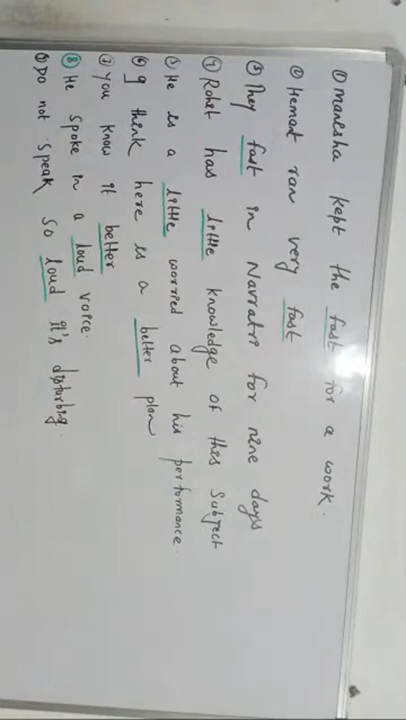 ① Manisha kept the fast for a work.
② Hemant ran very fast
③ They fast in Navratri for nine days
④ Rohit has little knowledge of this subject
⑤ He is a little worried about his performance.
⑥ I think here is a better plan
⑦ You know it better
⑧ He spoke in a loud voice.
⑨ Do not speak so loud it's disturbing.